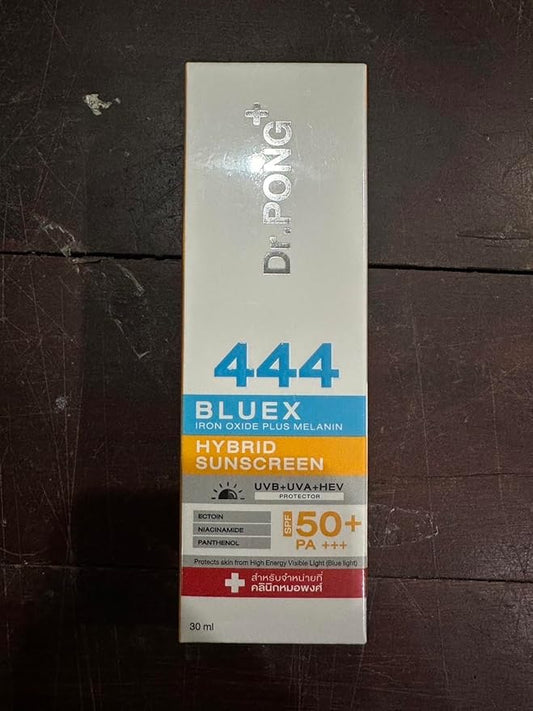 Dr.PONG+
444
BLUEX
IRON OXIDE PLUS MELANIN
HYBRID
SUNSCREEN
UVB+UVA+HEV
PROTECTOR
ECTOIN
NIACINAMIDE
PANTHENOL
SPF 50+
PA +++
Protects skin from High Energy Visible Light (Blue light)
สำหรับจำหน่ายที่
คลินิกหมอพงศ์
30 ml